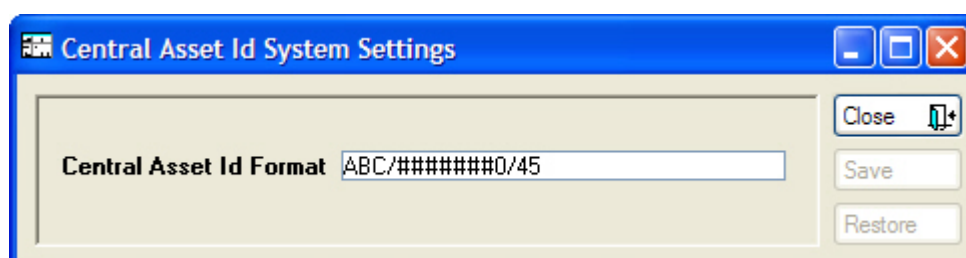 Central Asset Id System Settings
Close
Central Asset Id Format ABC/#######0/45
Save
Restore